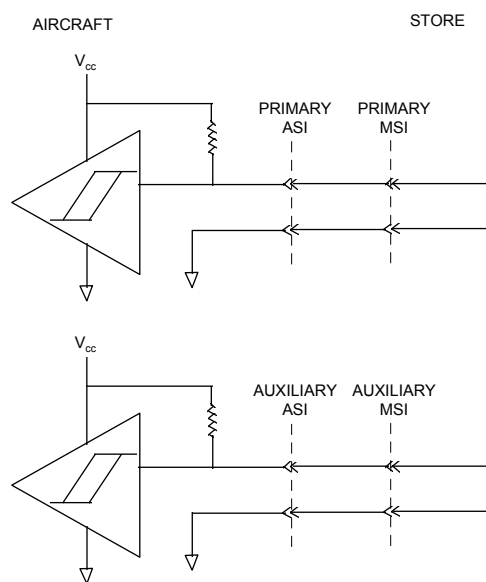 AIRCRAFT STORE
Vcc
PRIMARY PRIMARY
ASI MSI
Vcc
AUXILIARY AUXILIARY
ASI MSI